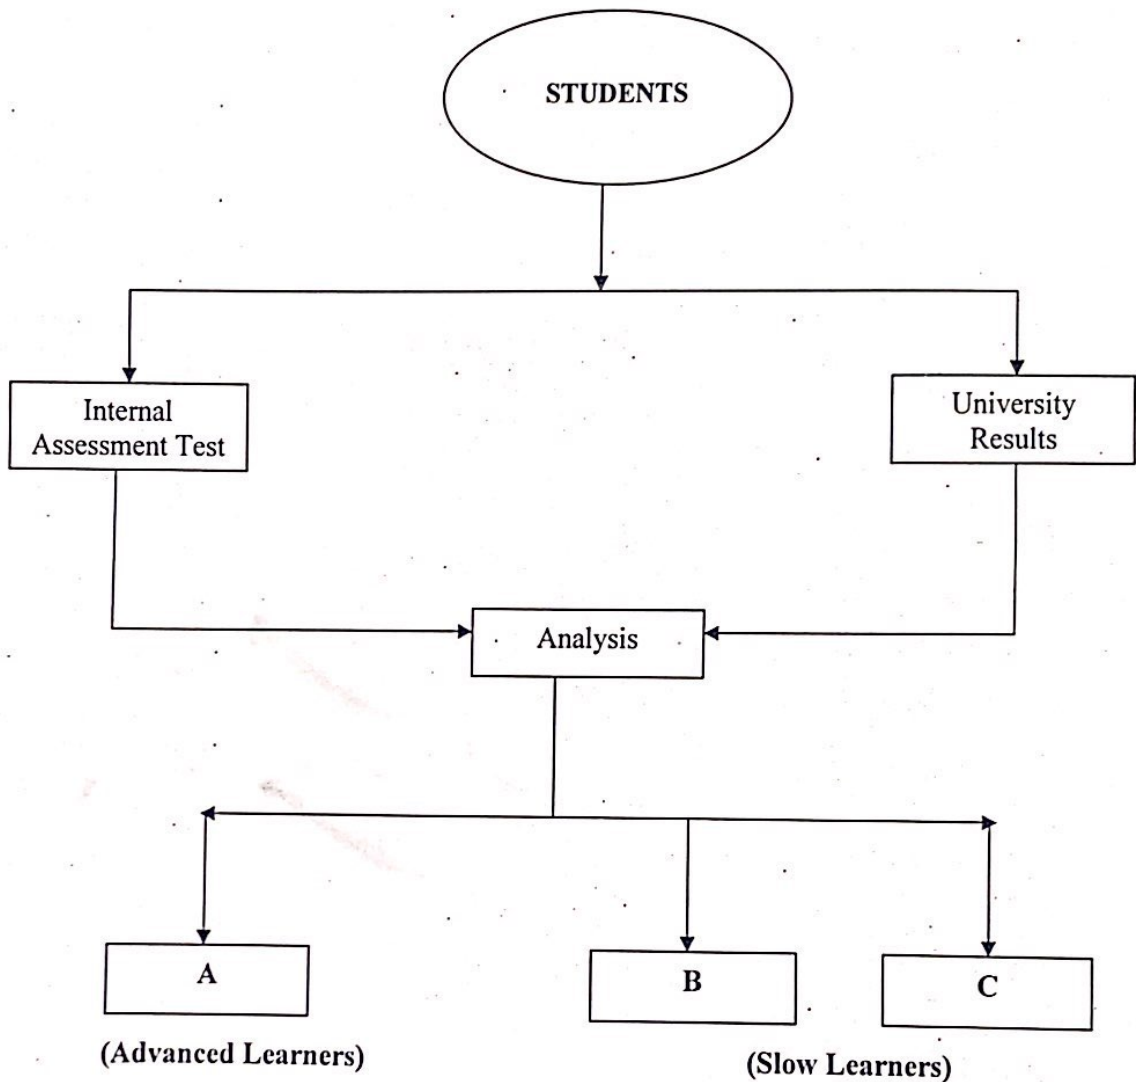 STUDENTS
Internal
Assessment Test
University
Results
Analysis
A
B
C
(Advanced Learners)
(Slow Learners)